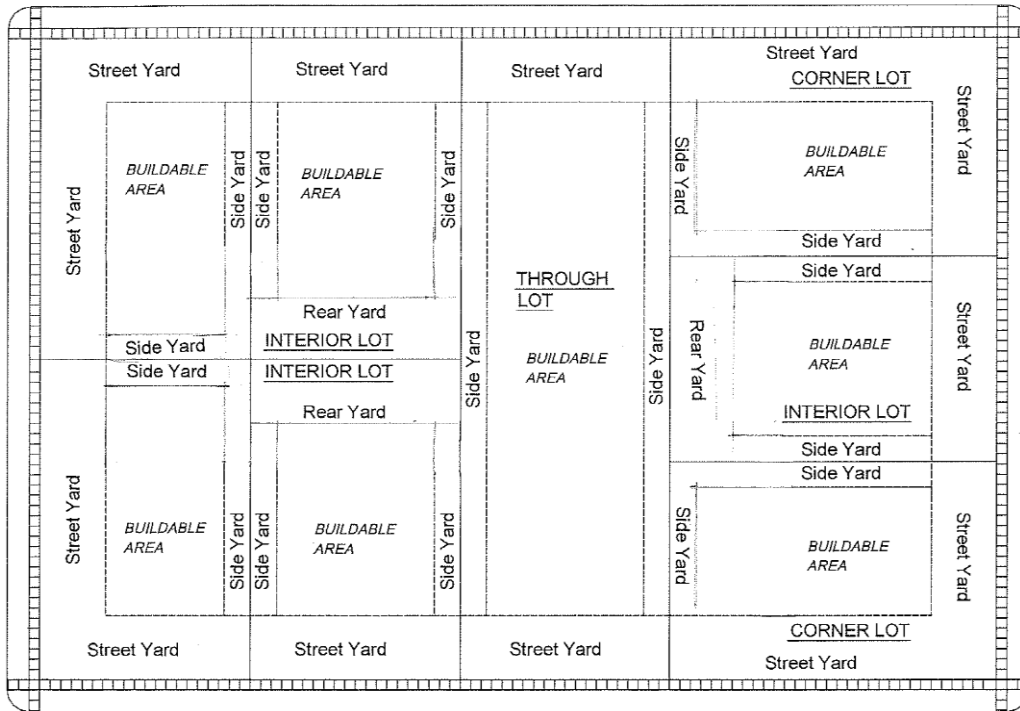 Street Yard
Street Yard
Street Yard
Street Yard
CORNER LOT
Street Yard
BUILDABLE
AREA
Side Yard
Side Yard
BUILDABLE
AREA
Side Yard
Side Yard
BUILDABLE
AREA
Street Yard
Side Yard
Side Yard
THROUGH
LOT
Rear Yard
INTERIOR LOT
Side Yard
Side Yard
INTERIOR LOT
Side Yard
BUILDABLE
AREA
Side Yard
Rear Yard
BUILDABLE
AREA
Street Yard
Rear Yard
INTERIOR LOT
Side Yard
Side Yard
Street Yard
BUILDABLE
AREA
Side Yard
Side Yard
BUILDABLE
AREA
Side Yard
Side Yard
BUILDABLE
AREA
Street Yard
CORNER LOT
Street Yard
Street Yard
Street Yard
Street Yard